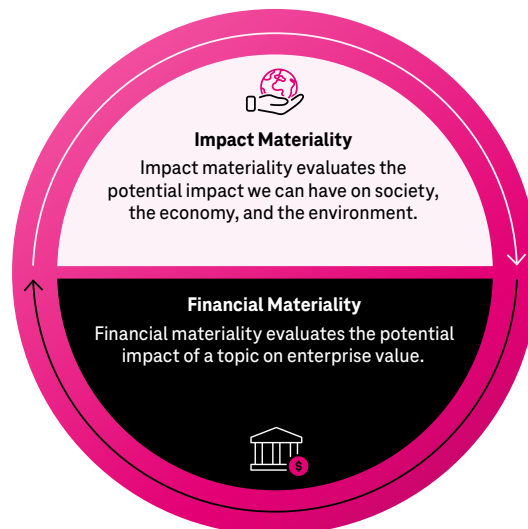 Impact Materiality
Impact materiality evaluates the
potential impact we can have on society,
the economy, and the environment.
Financial Materiality
Financial materiality evaluates the potential
impact of a topic on enterprise value.
$